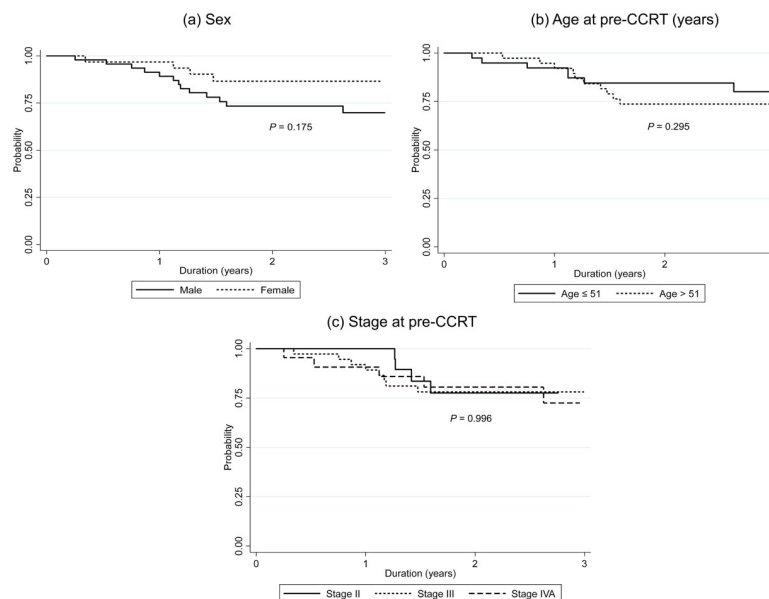 (a) Sex
Probability
1.00
0.75
0.50
0.25
0.00
P = 0.175
0 1 2 3
Duration (years)
Male Female
(b) Age at pre-CCRT (years)
Probability
1.00
0.75
0.50
0.25
0.00
P = 0.295
0 1 2
Duration (years)
Age ≤ 51 Age > 51
(c) Stage at pre-CCRT
Probability
1.00
0.75
0.50
0.25
0.00
P = 0.996
0 1 2 3
Duration (years)
Stage II Stage III Stage IVA